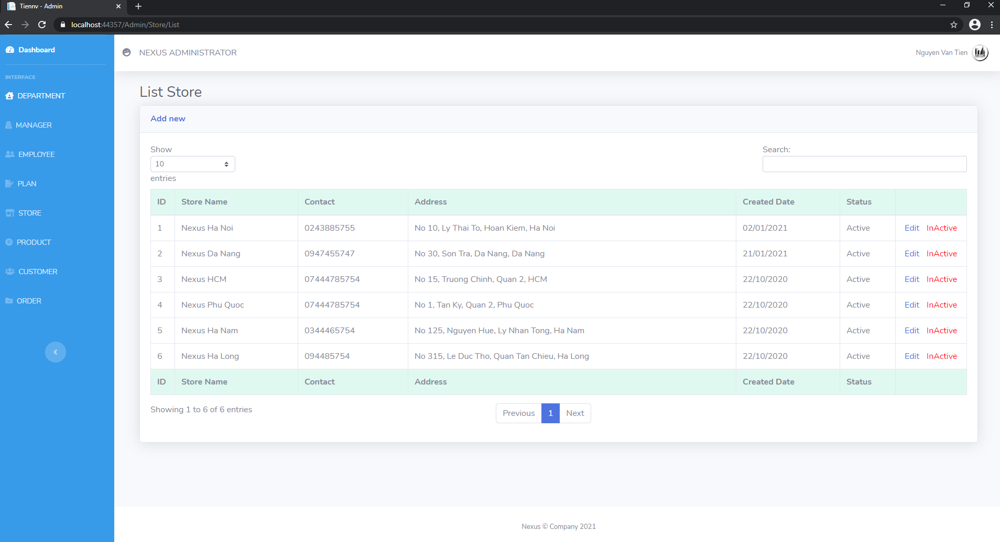 Tiennv - Admin
localhost:44357/Admin/Store/List
Dashboard
INTERFACE
DEPARTMENT
MANAGER
EMPLOYEE
PLAN
STORE
PRODUCT
CUSTOMER
ORDER
NEXUS ADMINISTRATOR
Nguyen Van Tien
List Store
Add new
Show
10
entries
Search:
ID Store Name Contact Address Created Date Status
1 Nexus Ha Noi 0243885755 No 10, Ly Thai To, Hoan Kiem, Ha Noi 02/01/2021 Active Edit InActive
2 Nexus Da Nang 0947455747 No 30, Son Tra, Da Nang, Da Nang 21/01/2021 Active Edit InActive
3 Nexus HCM 07444785754 No 15, Truong Chinh, Quan 2, HCM 22/10/2020 Active Edit InActive
4 Nexus Phu Quoc 07444785754 No 1, Tan Ky, Quan 2, Phu Quoc 22/10/2020 Active Edit InActive
5 Nexus Ha Nam 0344465754 No 125, Nguyen Hue, Ly Nhan Tong, Ha Nam 22/10/2020 Active Edit InActive
6 Nexus Ha Long 094485754 No 315, Le Duc Tho, Quan Tan Chieu, Ha Long 22/10/2020 Active Edit InActive
ID Store Name Contact Address Created Date Status
Showing 1 to 6 of 6 entries
Previous 1 Next
Nexus © Company 2021